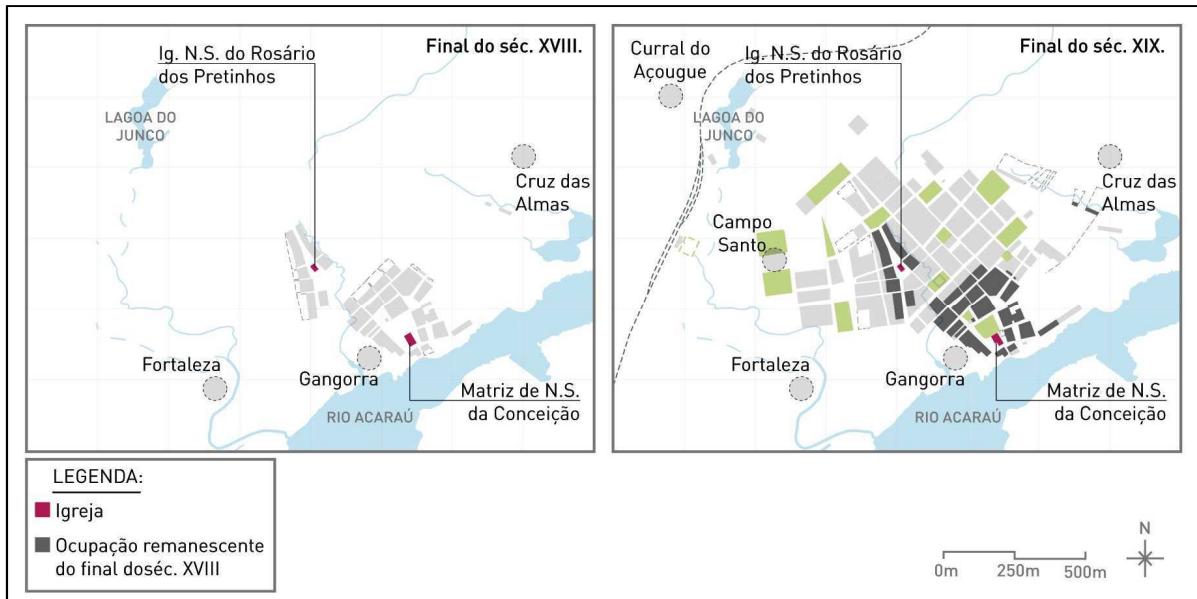 Final do séc. XVIII.
Ig. N.S. do Rosário
dos Pretinhos
LAGOA DO
JUNCO
Cruz das
Almas
Fortaleza
Gangorra
Matriz de N.S.
da Conceição
RIO ACARAÚ
Final do séc. XIX.
Curral do
Açougue
Ig. N.S. do Rosário
dos Pretinhos
LAGOA DO
JUNCO
Cruz das
Almas
Campo
Santo
Fortaleza
Gangorra
Matriz de N.S.
da Conceição
RIO ACARAÚ
LEGENDA:
Igreja
Ocupação remanescente
do final doséc. XVIII
N
0m 250m 500m